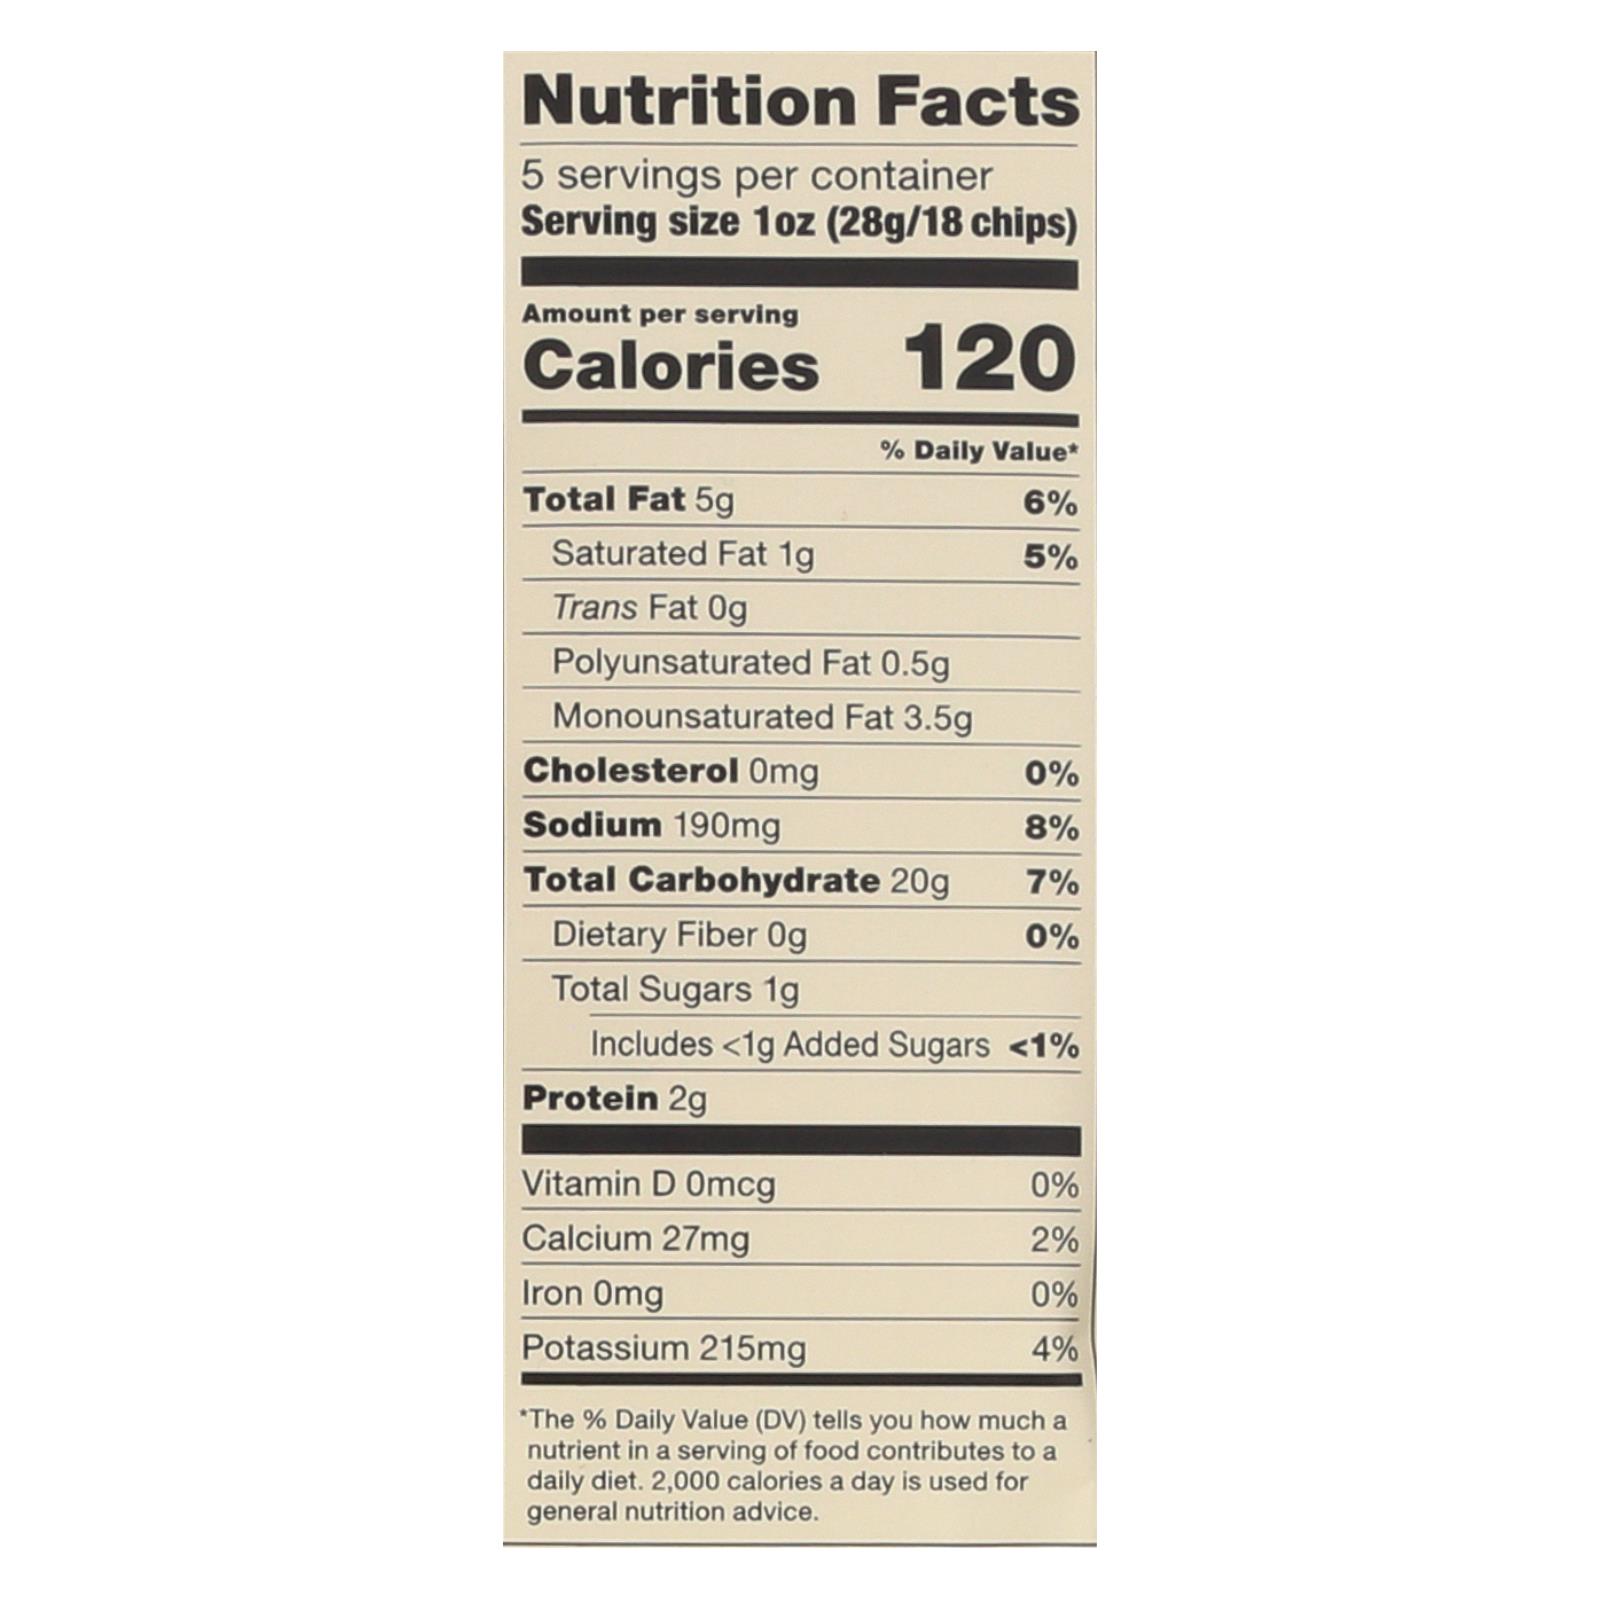 Nutrition Facts
5 servings per container
Serving size 1oz (28g/18 chips)
Amount per serving
Calories 120
% Daily Value*
Total Fat 5g 6%
Saturated Fat 1g 5%
Trans Fat 0g
Polyunsaturated Fat 0.5g
Monounsaturated Fat 3.5g
Cholesterol 0mg 0%
Sodium 190mg 8%
Total Carbohydrate 20g 7%
Dietary Fiber 0g 0%
Total Sugars 1g
Includes <1g Added Sugars <1%
Protein 2g
Vitamin D 0mcg 0%
Calcium 27mg 2%
Iron 0mg 0%
Potassium 215mg 4%
*The % Daily Value (DV) tells you how much a
nutrient in a serving of food contributes to a
daily diet. 2,000 calories a day is used for
general nutrition advice.